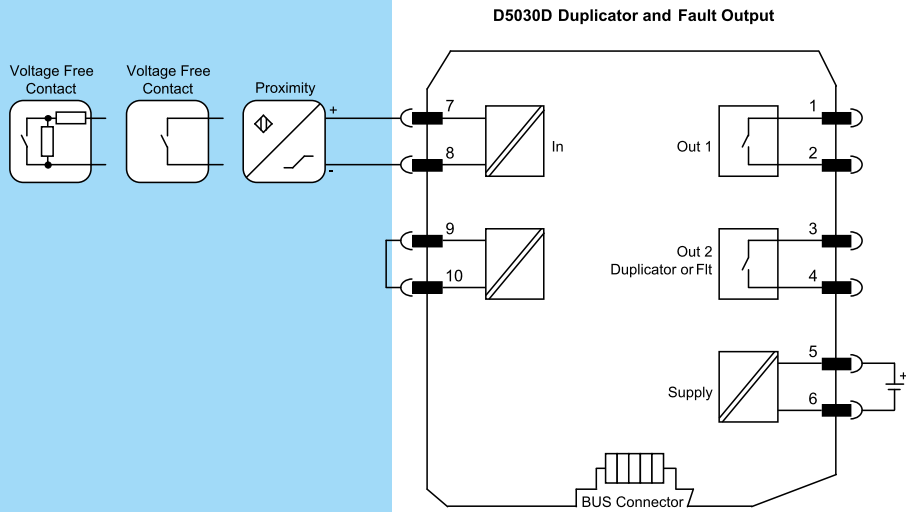 D5030D Duplicator and Fault Output
Voltage Free
Contact
Voltage Free
Contact
Proximity
+
-
7
8
In
9
10
Out 1
1
2
Out 2
Duplicator or Flt
3
4
Supply
5
6
+
BUS Connector